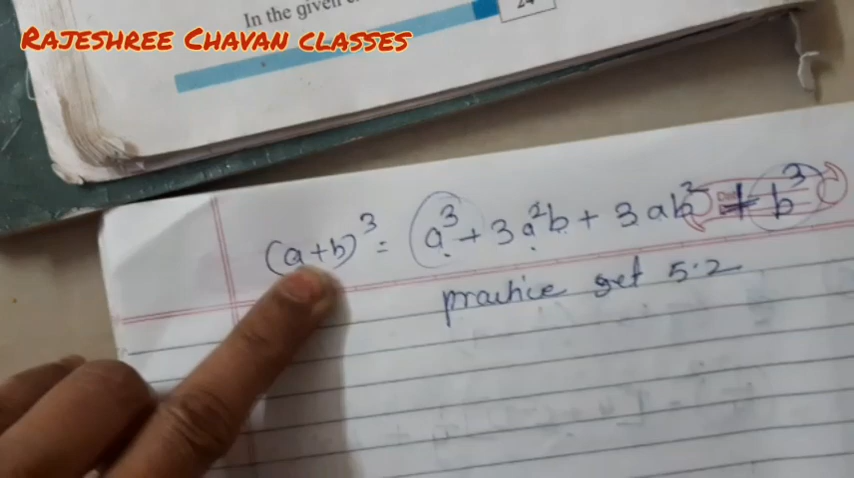 RAJESHREE CHAVAN CLASSES
In the given
24
(a+b)³ = a³ + 3a²b + 3ab² + b³
practice set 5.2